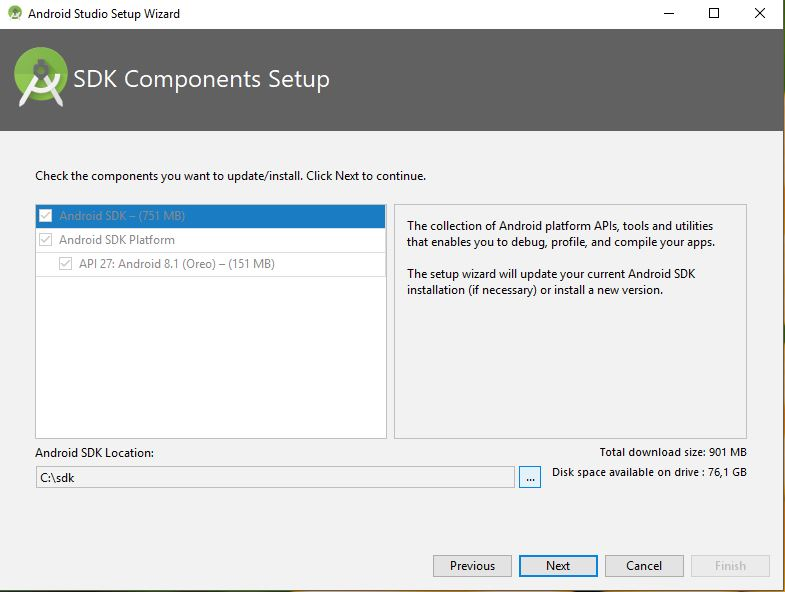 Android Studio Setup Wizard
SDK Components Setup
Check the components you want to update/install. Click Next to continue.
Android SDK – (751 MB)
Android SDK Platform
API 27: Android 8.1 (Oreo) – (151 MB)
The collection of Android platform APIs, tools and utilities
that enables you to debug, profile, and compile your apps.
The setup wizard will update your current Android SDK
installation (if necessary) or install a new version.
Android SDK Location:
Total download size: 901 MB
C:\sdk
...
Disk space available on drive : 76,1 GB
Previous
Next
Cancel
Finish